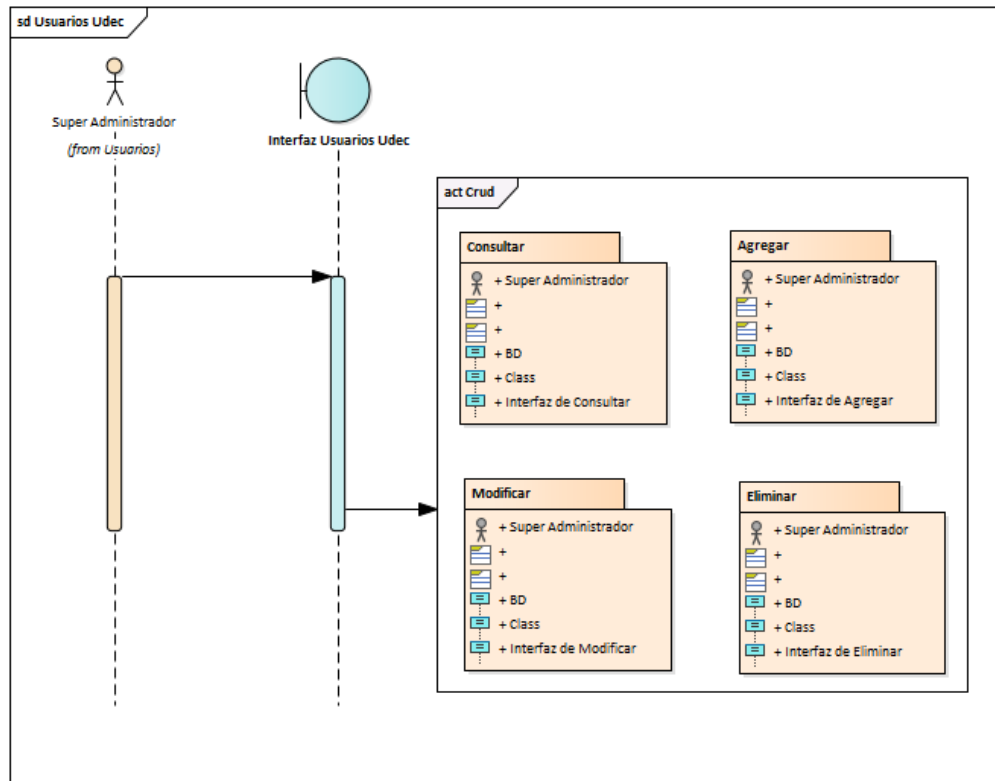 sd Usuarios Udec
Super Administrador
(from Usuarios)
Interfaz Usuarios Udec
act Crud
Consultar
+ Super Administrador
+
+
+ BD
+ Class
+ Interfaz de Consultar
Agregar
+ Super Administrador
+
+
+ BD
+ Class
+ Interfaz de Agregar
Modificar
+ Super Administrador
+
+
+ BD
+ Class
+ Interfaz de Modificar
Eliminar
+ Super Administrador
+
+
+ BD
+ Class
+ Interfaz de Eliminar